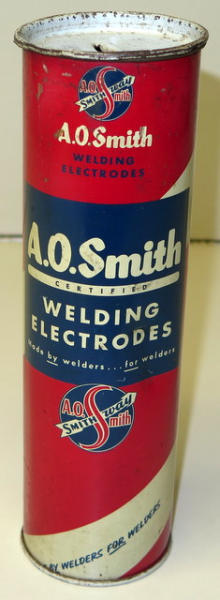 A.O.
Smithway
Smith
A.O.Smith
WELDING
ELECTRODES
A.O.Smith
CERTIFIED
WELDING
ELECTRODES
Made by welders...for welders
A.O.
Smithway
Smith
BY WELDERS FOR WELDERS